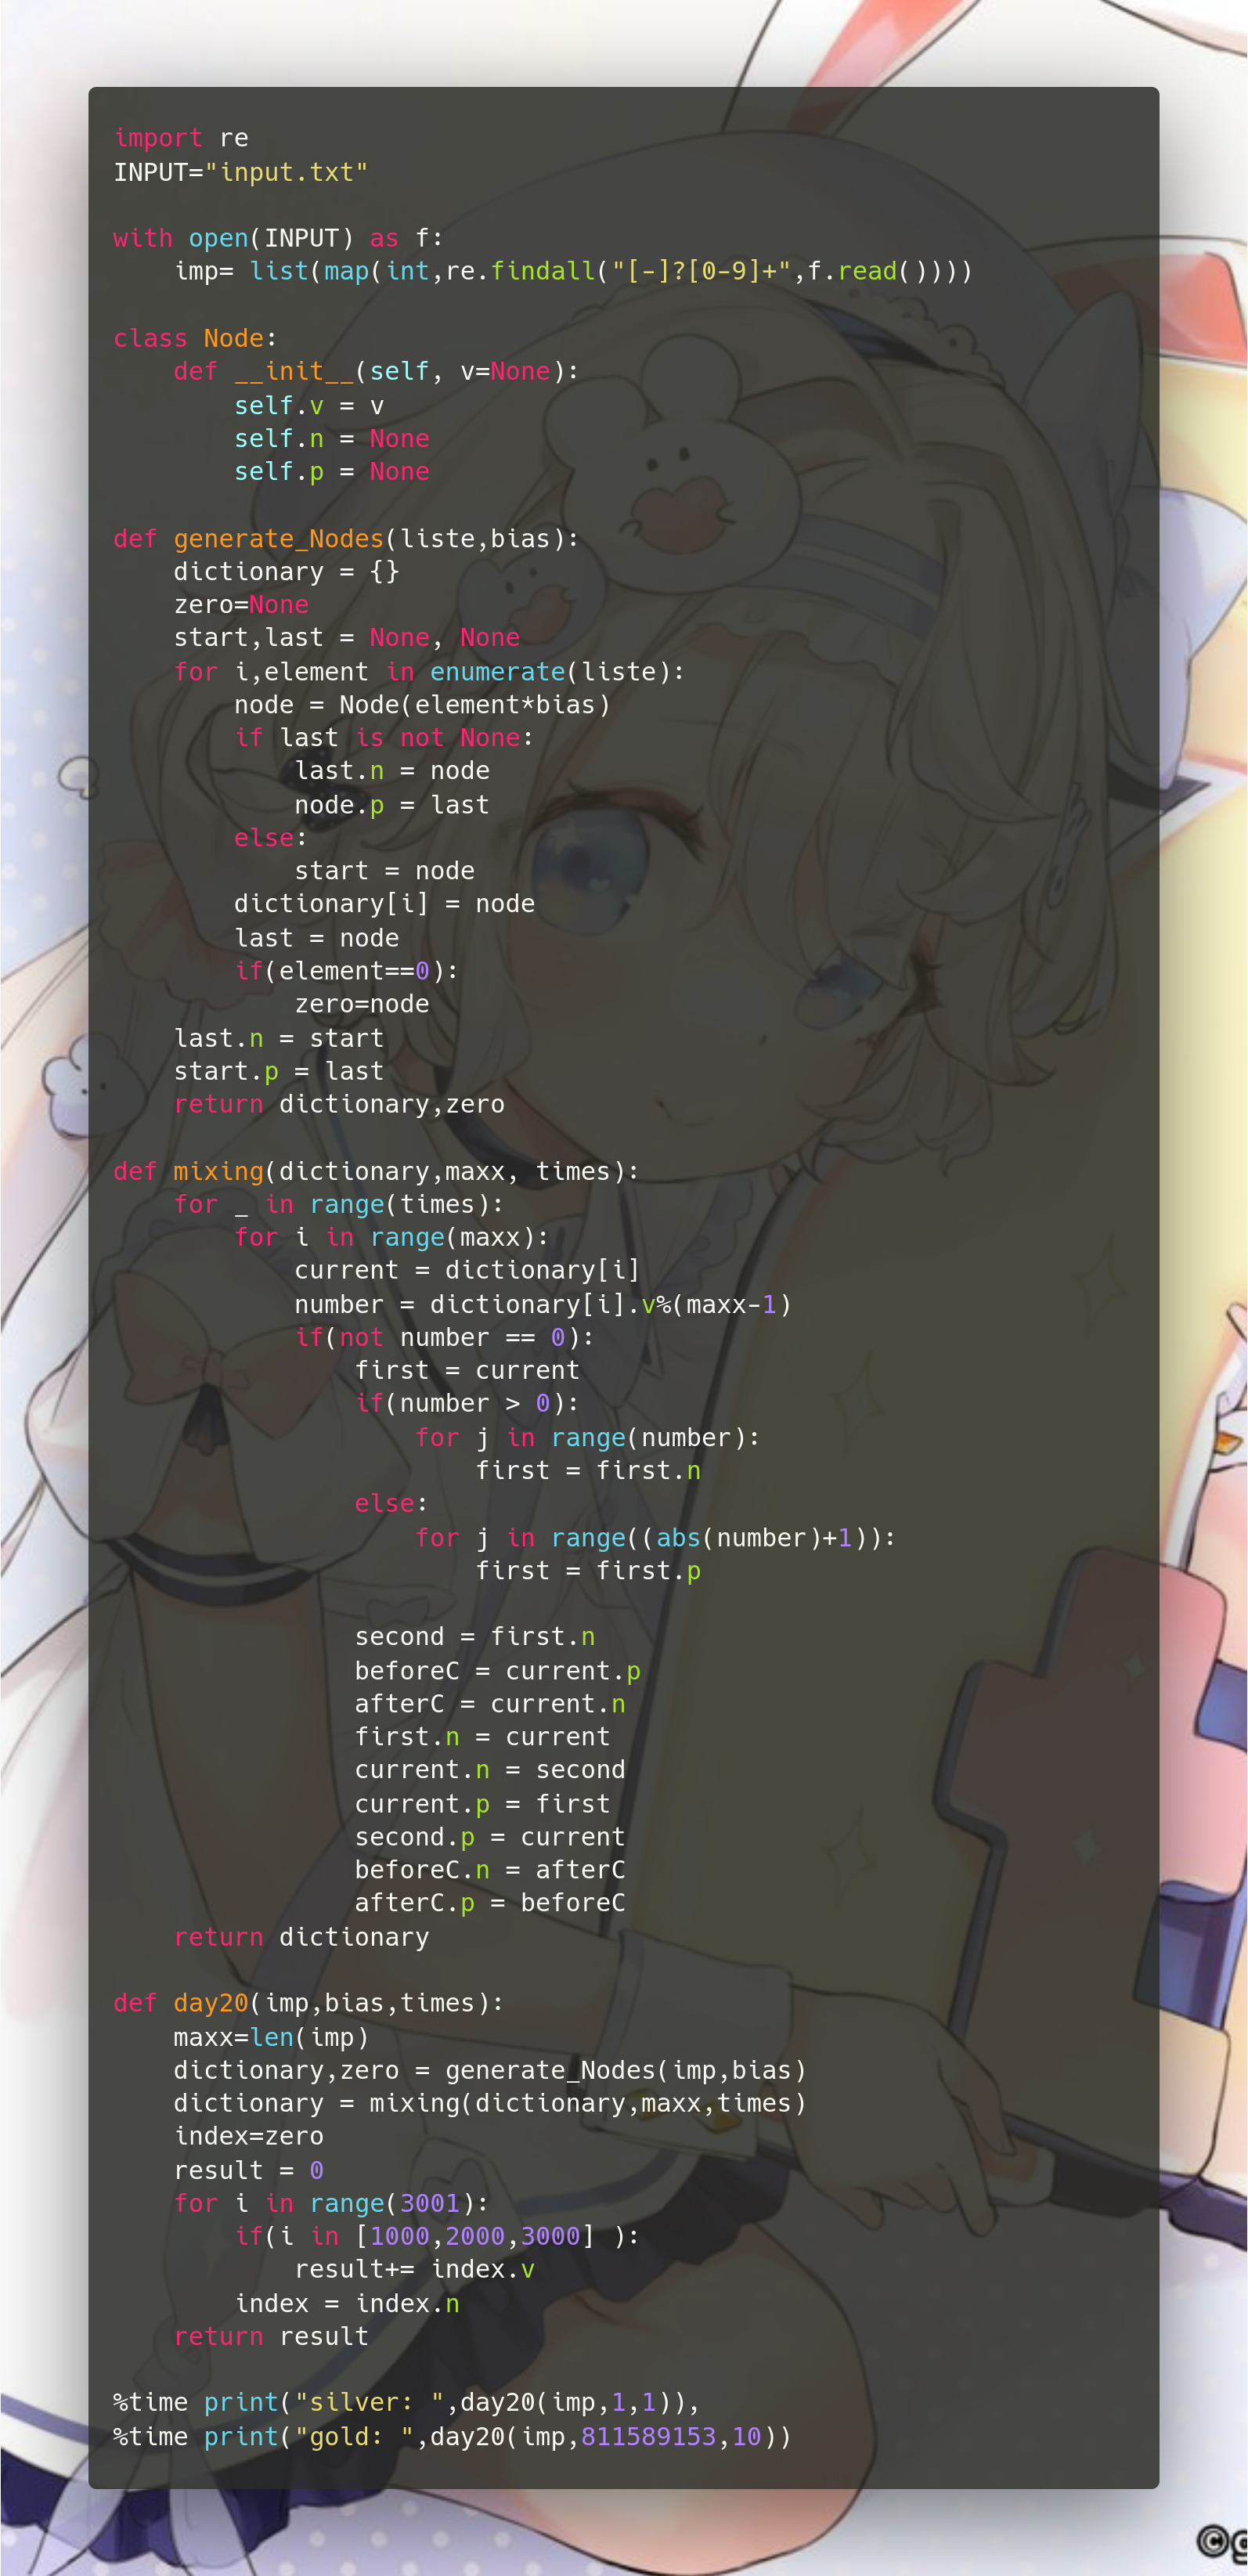 import re
INPUT="input.txt"

with open(INPUT) as f:
    imp= list(map(int,re.findall("[-]?[0-9]+",f.read())))

class Node:
    def __init__(self, v=None):
        self.v = v
        self.n = None
        self.p = None

def generate_Nodes(liste,bias):
    dictionary = {}
    zero=None
    start,last = None, None
    for i,element in enumerate(liste):
        node = Node(element*bias)
        if last is not None:
            last.n = node
            node.p = last
        else:
            start = node
        dictionary[i] = node
        last = node
        if(element==0):
            zero=node
    last.n = start
    start.p = last
    return dictionary,zero

def mixing(dictionary,maxx, times):
    for _ in range(times):
        for i in range(maxx):
            current = dictionary[i]
            number = dictionary[i].v%(maxx-1)
            if(not number == 0):
                first = current
                if(number > 0):
                    for j in range(number):
                        first = first.n
                else:
                    for j in range((abs(number)+1)):
                        first = first.p

                second = first.n
                beforeC = current.p
                afterC = current.n
                first.n = current
                current.n = second
                current.p = first
                second.p = current
                beforeC.n = afterC
                afterC.p = beforeC
    return dictionary

def day20(imp,bias,times):
    maxx=len(imp)
    dictionary,zero = generate_Nodes(imp,bias)
    dictionary = mixing(dictionary,maxx,times)
    index=zero
    result = 0
    for i in range(3001):
        if(i in [1000,2000,3000] ):
            result+= index.v
        index = index.n
    return result

%time print("silver: ",day20(imp,1,1)),
%time print("gold: ",day20(imp,811589153,10))